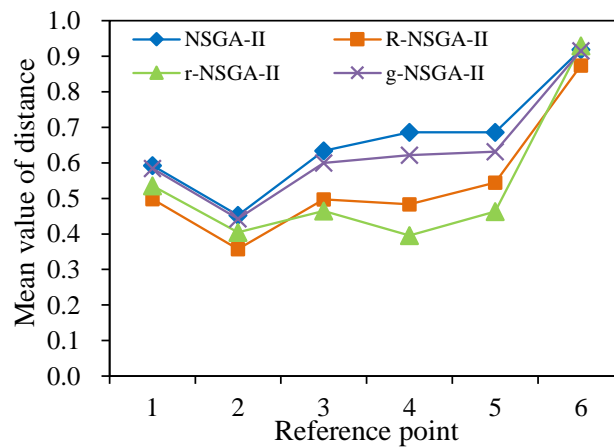 1.0
0.9
0.8
0.7
0.6
0.5
0.4
0.3
0.2
0.1
0.0
Mean value of distance
NSGA-II
R-NSGA-II
r-NSGA-II
g-NSGA-II
1 2 3 4 5 6
Reference point